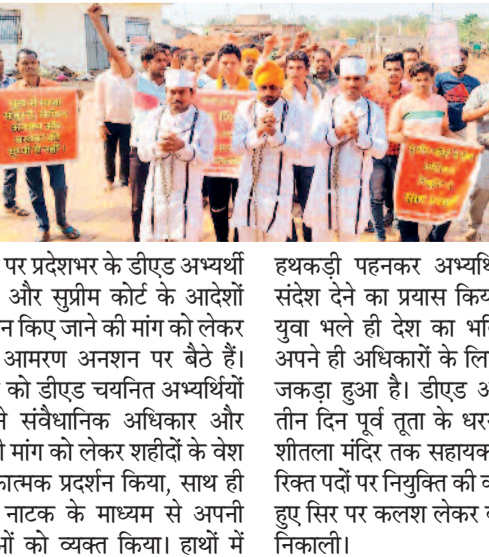 पर प्रदेशभर के डीएड अभ्यर्थी
और सुप्रीम कोर्ट के आदेशों
न किए जाने की मांग को लेकर
आमरण अनशन पर बैठे हैं।
को डीएड चयनित अभ्यर्थियों
संवैधानिक अधिकार और
मांग को लेकर शहीदों के वेश
प्रदर्शन किया, साथ ही
नाटक के माध्यम से अपनी
को व्यक्त किया। हाथों में
हथकड़ी पहनकर अभ्यर्थि
संदेश देने का प्रयास किय
युवा भले ही देश का भवि
अपने ही अधिकारों के लि
जकड़ा हुआ है। डीएड अ
तीन दिन पूर्व तूता के धर
शीतला मंदिर तक सहायक
रिक्त पदों पर नियुक्ति की
हुए सिर पर कलश लेकर
निकाली।